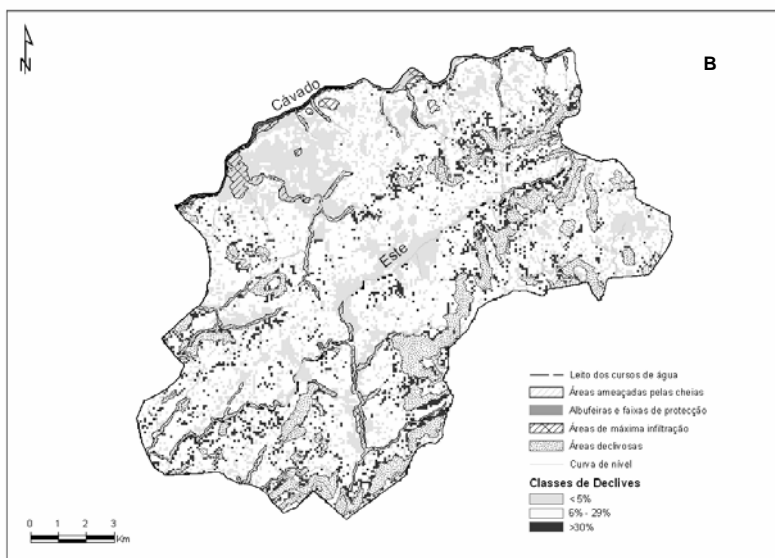 N
B
Cávado
Este
Leito dos cursos de água
Áreas ameaçadas pelas cheias
Albufeiras e faixas de protecção
Áreas de máxima infiltração
Áreas declivosas
Curva de nível
Classes de Declives
< 5%
6% - 29%
>30%
0 1 2 3
Km